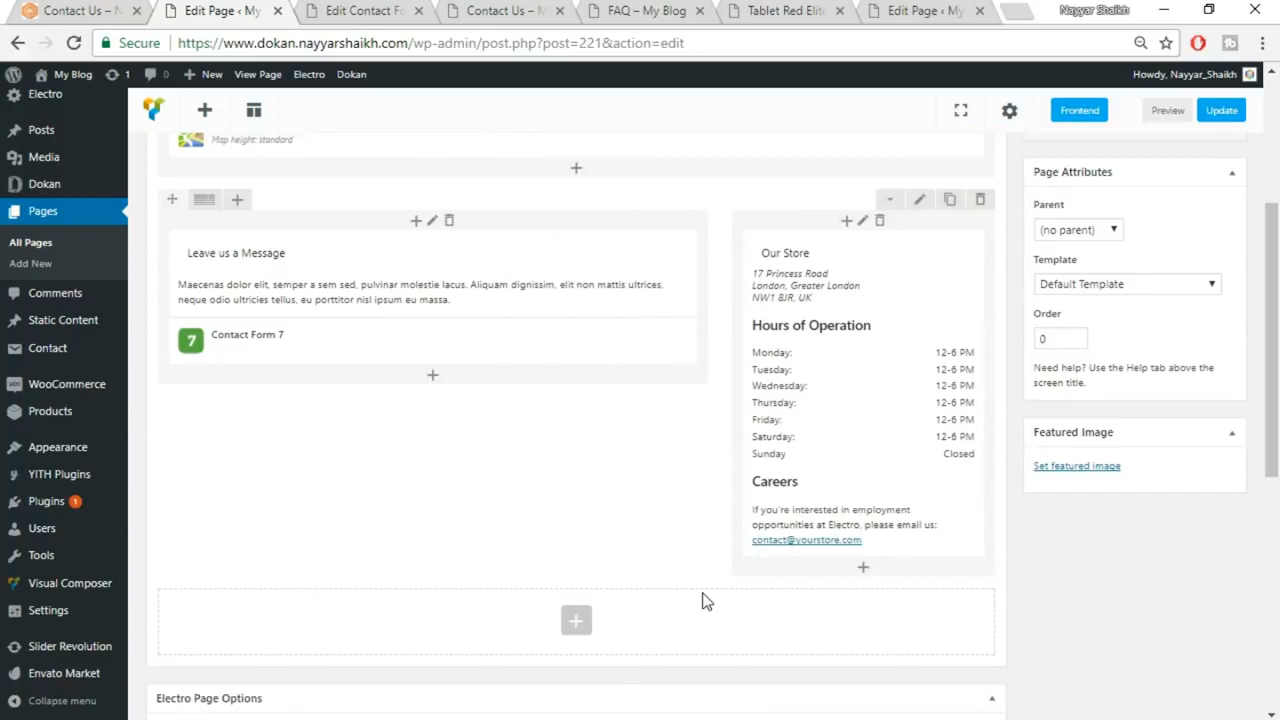 Contact Us – N
Edit Page ‹ My
Edit Contact Fo
Contact Us – M
FAQ – My Blog
Tablet Red Elite
Edit Page ‹ My
Nayyar Shaikh
Secure
https://www.dokan.nayyarshaikh.com/wp-admin/post.php?post=221&action=edit
My Blog
1
0
New
View Page
Electro
Dokan
Howdy, Nayyar_Shaikh
Electro
Posts
Media
Dokan
Pages
All Pages
Add New
Comments
Static Content
Contact
WooCommerce
Products
Appearance
YITH Plugins
Plugins 1
Users
Tools
Visual Composer
Settings
Slider Revolution
Envato Market
Collapse menu
Frontend
Preview
Update
Map height: standard
Leave us a Message
Maecenas dolor elit, semper a sem sed, pulvinar molestie lacus. Aliquam dignissim, elit non mattis ultrices,
neque odio ultricies tellus, eu porttitor nisl ipsum eu massa.
7
Contact Form 7
Our Store
17 Princess Road
London, Greater London
NW1 8JR, UK
Hours of Operation
Monday: 12-6 PM
Tuesday: 12-6 PM
Wednesday: 12-6 PM
Thursday: 12-6 PM
Friday: 12-6 PM
Saturday: 12-6 PM
Sunday Closed
Careers
If you're interested in employment
opportunities at Electro, please email us:
contact@yourstore.com
Electro Page Options
Page Attributes
Parent
(no parent)
Template
Default Template
Order
0
Need help? Use the Help tab above the
screen title.
Featured Image
Set featured image